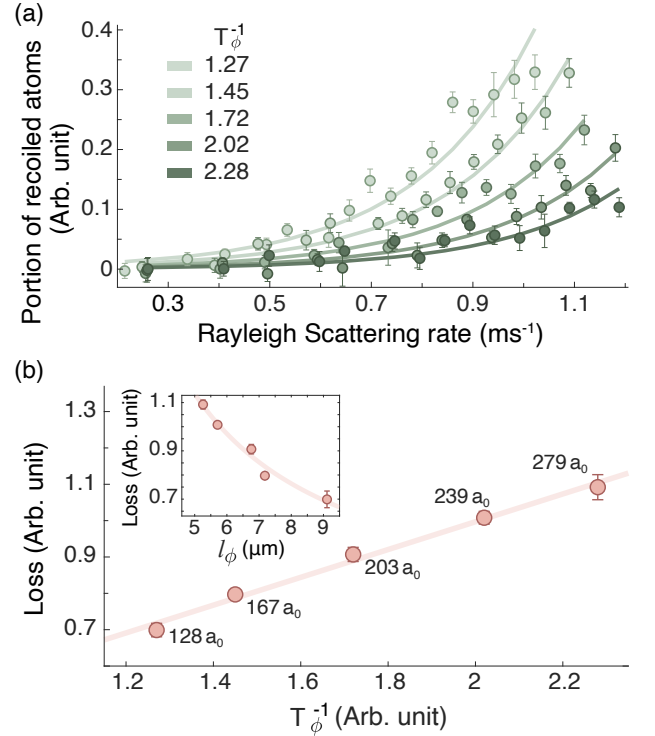 (a)
T_ϕ^-1
1.27
1.45
1.72
2.02
2.28
0.4
0.3
0.2
0.1
0
Portion of recoiled atoms
(Arb. unit)
0.3
0.5
0.7
0.9
1.1
Rayleigh Scattering rate (ms⁻¹)
(b)
1.3
1.1
0.9
0.7
Loss (Arb. unit)
1.1
0.9
0.7
Loss (Arb. unit)
5
6
7
8
9
l_ϕ (μm)
128 a₀
167 a₀
203 a₀
239 a₀
279 a₀
1.2
1.4
1.6
1.8
2
2.2
T_ϕ^-1 (Arb. unit)